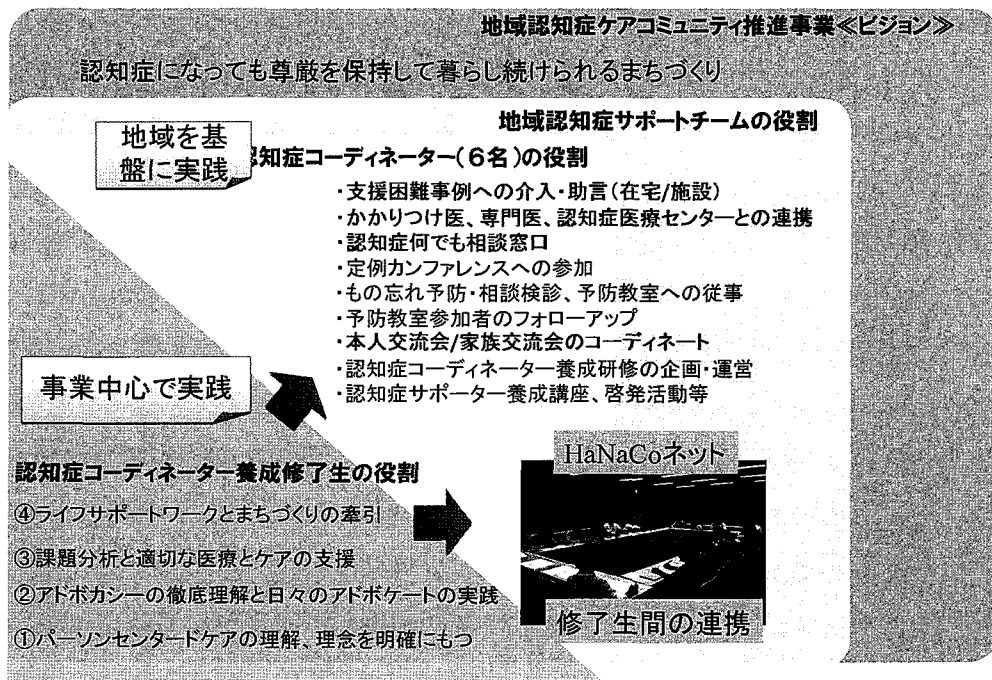 地域認知症ケアコミュニティ推進事業≪ビジョン≫
認知症になっても尊厳を保持して暮らし続けられるまちづくり
地域認知症サポートチームの役割
地域を基
盤に実践
知症コーディネーター(6名)の役割
・支援困難事例への介入・助言(在宅/施設)
・かかりつけ医、専門医、認知症医療センターとの連携
・認知症何でも相談窓口
・定例カンファレンスへの参加
・もの忘れ予防・相談検診、予防教室への従事
・予防教室参加者のフォローアップ
・本人交流会/家族交流会のコーディネート
・認知症コーディネーター養成研修の企画・運営
・認知症サポーター養成講座、啓発活動等
事業中心で実践
認知症コーディネーター養成修了生の役割
④ライフサポートワークとまちづくりの牽引
③課題分析と適切な医療とケアの支援
②アドボカシーの徹底理解と日々のアドボケートの実践
①パーソンセンタードケアの理解、理念を明確にもつ
HaNaCoネット
修了生間の連携